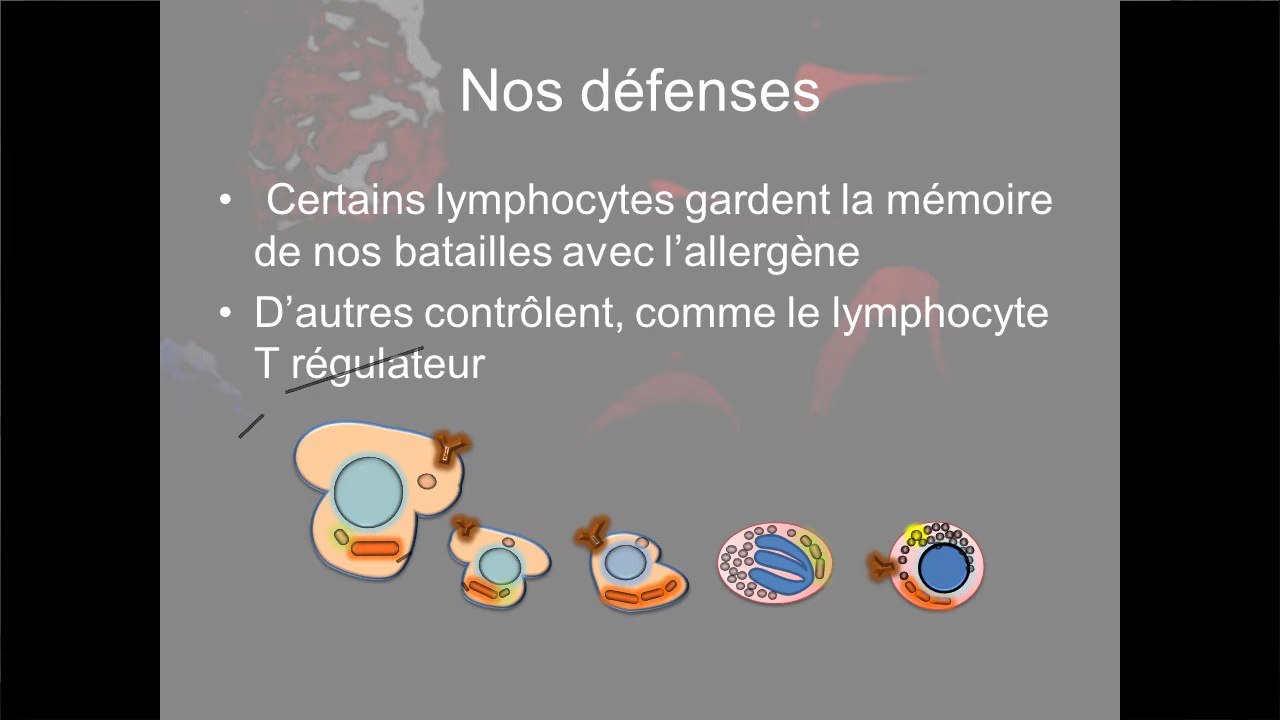 Nos défenses
• Certains lymphocytes gardent la mémoire
de nos batailles avec l’allergène
• D’autres contrôlent, comme le lymphocyte
T régulateur